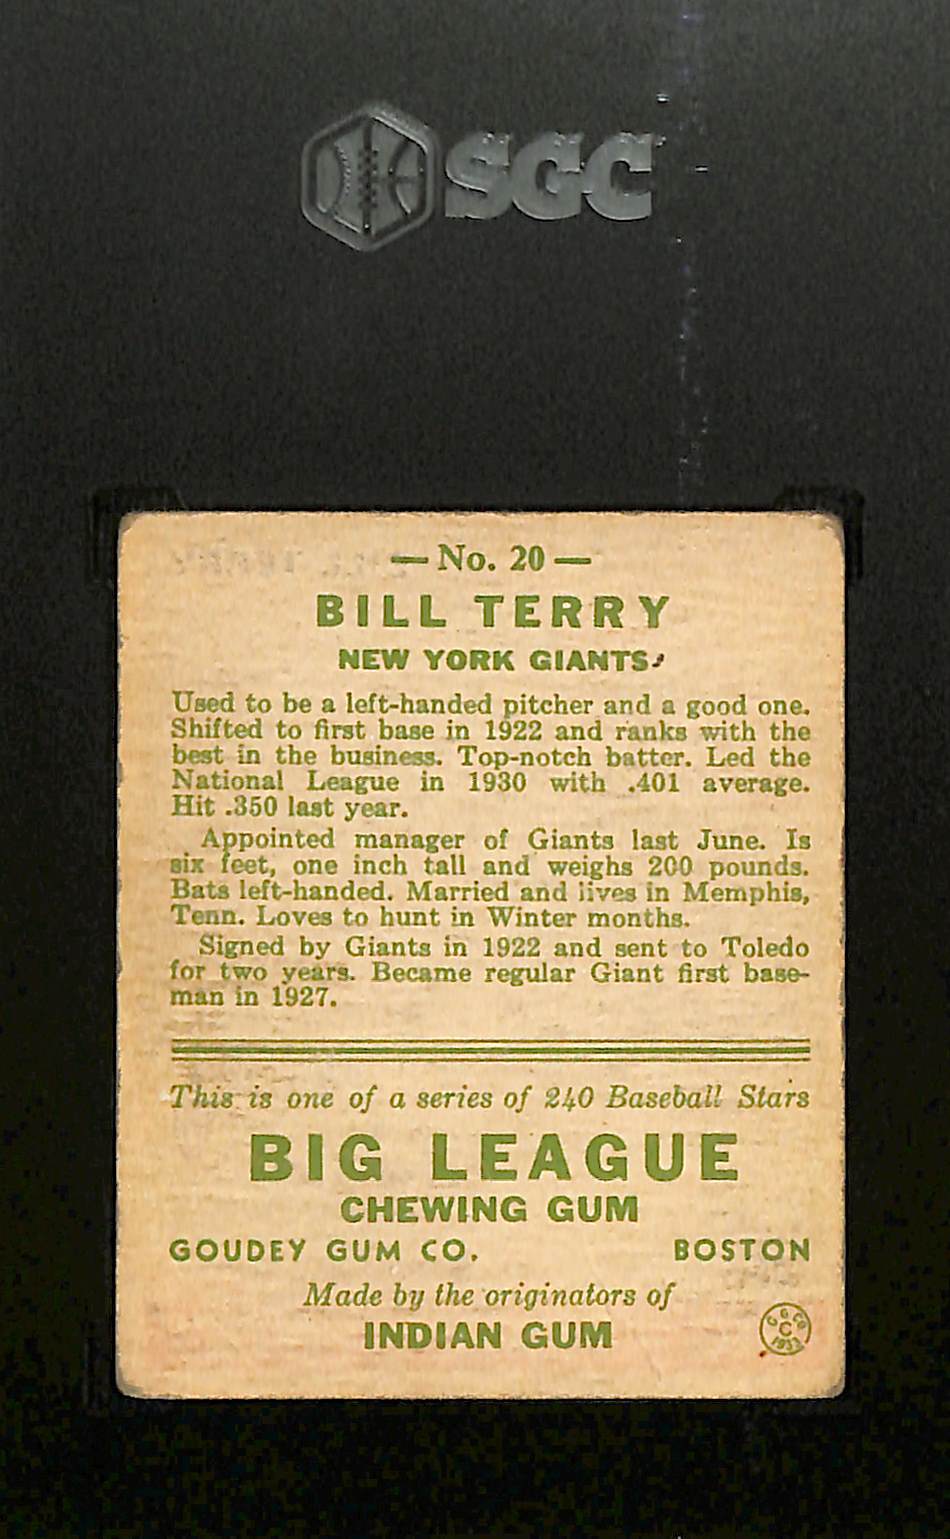 SGC
— No. 20 —
BILL TERRY
NEW YORK GIANTS
Used to be a left-handed pitcher and a good one.
Shifted to first base in 1922 and ranks with the
best in the business. Top-notch batter. Led the
National League in 1930 with .401 average.
Hit .350 last year.
Appointed manager of Giants last June. Is
six feet, one inch tall and weighs 200 pounds.
Bats left-handed. Married and lives in Memphis,
Tenn. Loves to hunt in Winter months.
Signed by Giants in 1922 and sent to Toledo
for two years. Became regular Giant first base-
man in 1927.
This is one of a series of 240 Baseball Stars
BIG LEAGUE
CHEWING GUM
GOUDEY GUM CO. BOSTON
Made by the originators of
INDIAN GUM
G. G. Co.
C
1933